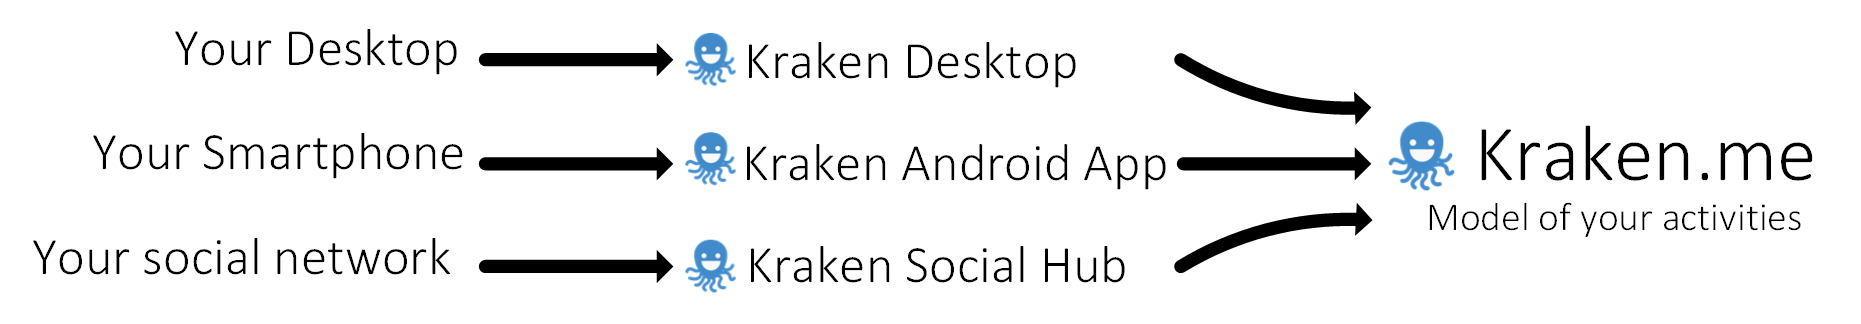 Your Desktop
Kraken Desktop
Your Smartphone
Kraken Android App
Kraken.me
Model of your activities
Your social network
Kraken Social Hub